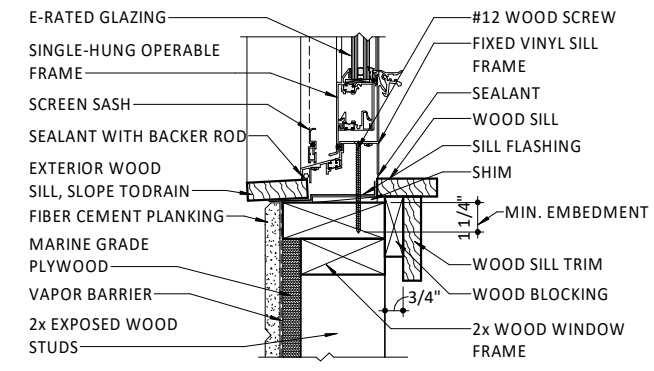 E-RATED GLAZING
SINGLE-HUNG OPERABLE
FRAME
SCREEN SASH
SEALANT WITH BACKER ROD
EXTERIOR WOOD
SILL, SLOPE TODRAIN
FIBER CEMENT PLANKING
MARINE GRADE
PLYWOOD
VAPOR BARRIER
2x EXPOSED WOOD
STUDS
#12 WOOD SCREW
FIXED VINYL SILL
FRAME
SEALANT
WOOD SILL
SILL FLASHING
SHIM
1 1/4"
MIN. EMBEDMENT
WOOD SILL TRIM
WOOD BLOCKING
3/4"
2x WOOD WINDOW
FRAME